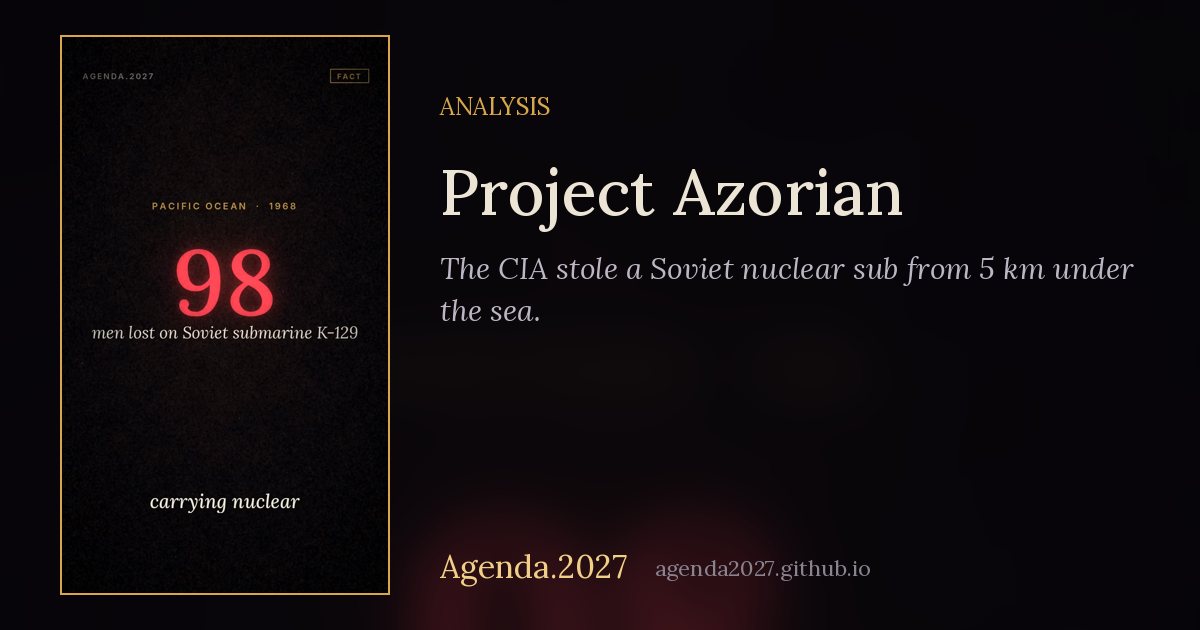 AGENDA.2027
FACT
PACIFIC OCEAN · 1968
98
men lost on Soviet submarine K-129
carrying nuclear
ANALYSIS
Project Azorian
The CIA stole a Soviet nuclear sub from 5 km under
the sea.
Agenda.2027 agenda2027.github.io